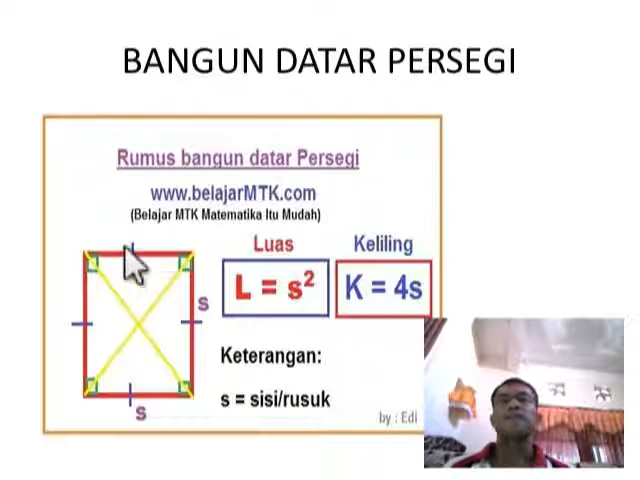 BANGUN DATAR PERSEGI
Rumus bangun datar Persegi
www.belajarMTK.com
(Belajar MTK Matematika Itu Mudah)
Luas
Keliling
L = s²
K = 4s
s
Keterangan:
s = sisi/rusuk
s
by : Edi